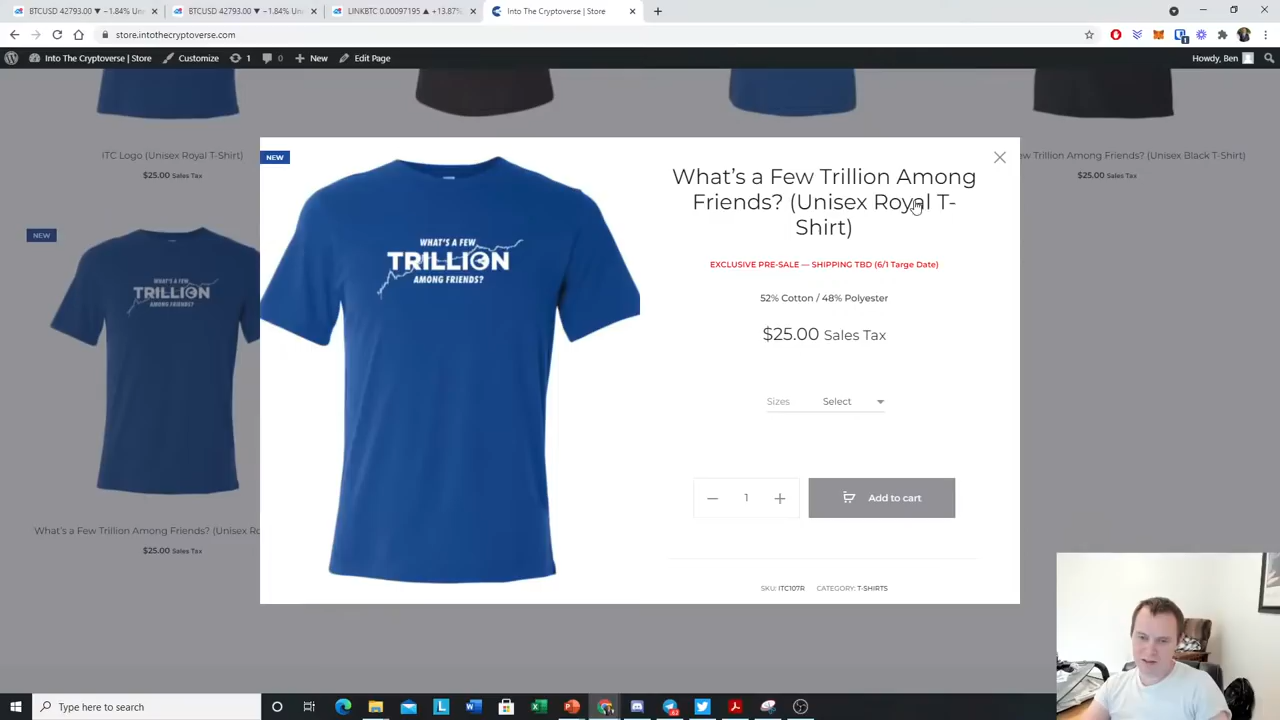 BTCUSD 42793.00 ▼ −1.84% Un
BTCUSD 42793.00 ▼ −1.84% Un
LINKBTC 0.00097195 ▲ +13.87%
Into The Cryptoverse | Store
store.intothecryptoverse.com
Into The Cryptoverse | Store
Customize
1
0
New
Edit Page
Howdy, Ben
ITC Logo (Unisex Royal T-Shirt)
$25.00 Sales Tax
ew Trillion Among Friends? (Unisex Black T-Shirt)
$25.00 Sales Tax
NEW
WHAT'S A FEW
TRILLION
AMONG FRIENDS?
What's a Few Trillion Among Friends? (Unisex Ro
$25.00 Sales Tax
NEW
WHAT'S A FEW
TRILLION
AMONG FRIENDS?
What's a Few Trillion Among
Friends? (Unisex Royal T-
Shirt)
EXCLUSIVE PRE-SALE — SHIPPING TBD (6/1 Targe Date)
52% Cotton / 48% Polyester
$25.00 Sales Tax
Sizes Select
1
Add to cart
SKU: ITC107R CATEGORY: T-SHIRTS
Type here to search